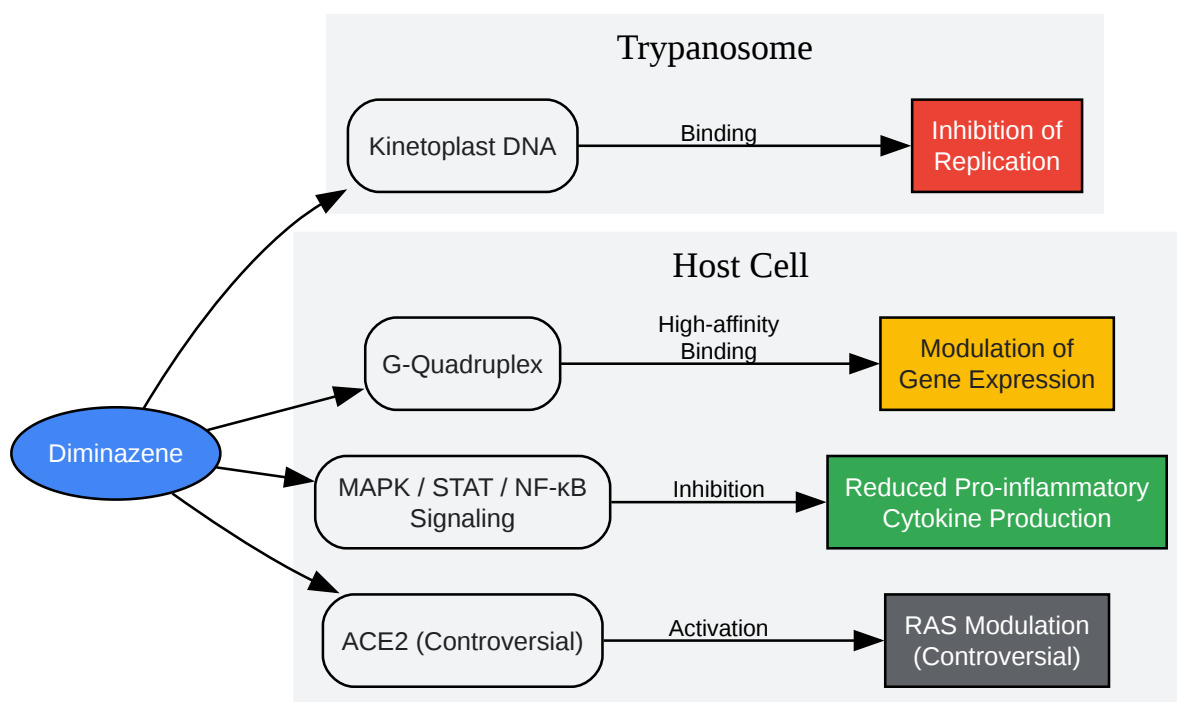 Trypanosome
Kinetoplast DNA
Binding
Inhibition of
Replication
Host Cell
G-Quadruplex
High-affinity
Binding
Modulation of
Gene Expression
Diminazene
MAPK / STAT / NF-κB
Signaling
Inhibition
Reduced Pro-inflammatory
Cytokine Production
ACE2 (Controversial)
Activation
RAS Modulation
(Controversial)